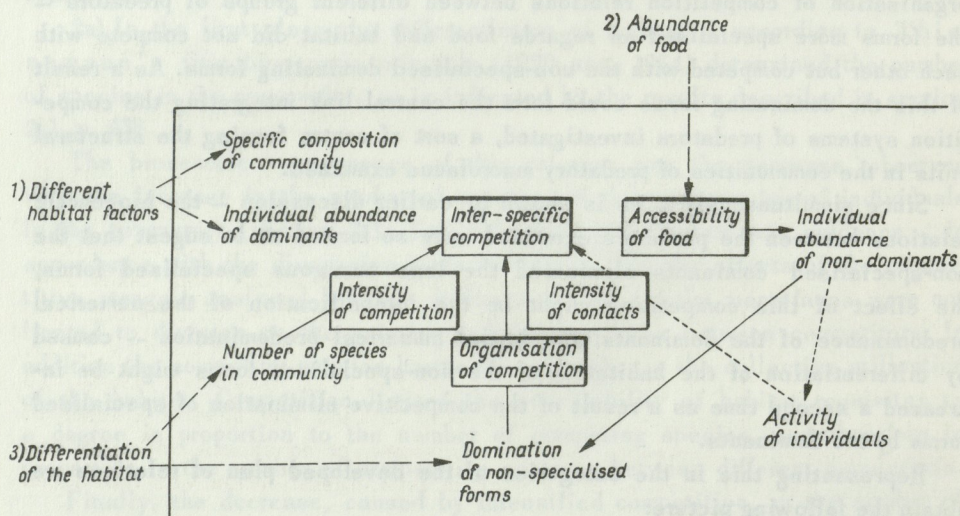 2) Abundance
of food
Specific composition
of community
1) Different
habitat factors
Individual abundance
of dominants
Inter-specific
competition
Accessibility
of food
Individual
abundance
of non-dominants
Intensity
of competition
Intensity
of contacts
Number of species
in community
Organisation
of competition
Activity
of individuals
3) Differentiation
of the habitat
Domination
of non-specialised
forms